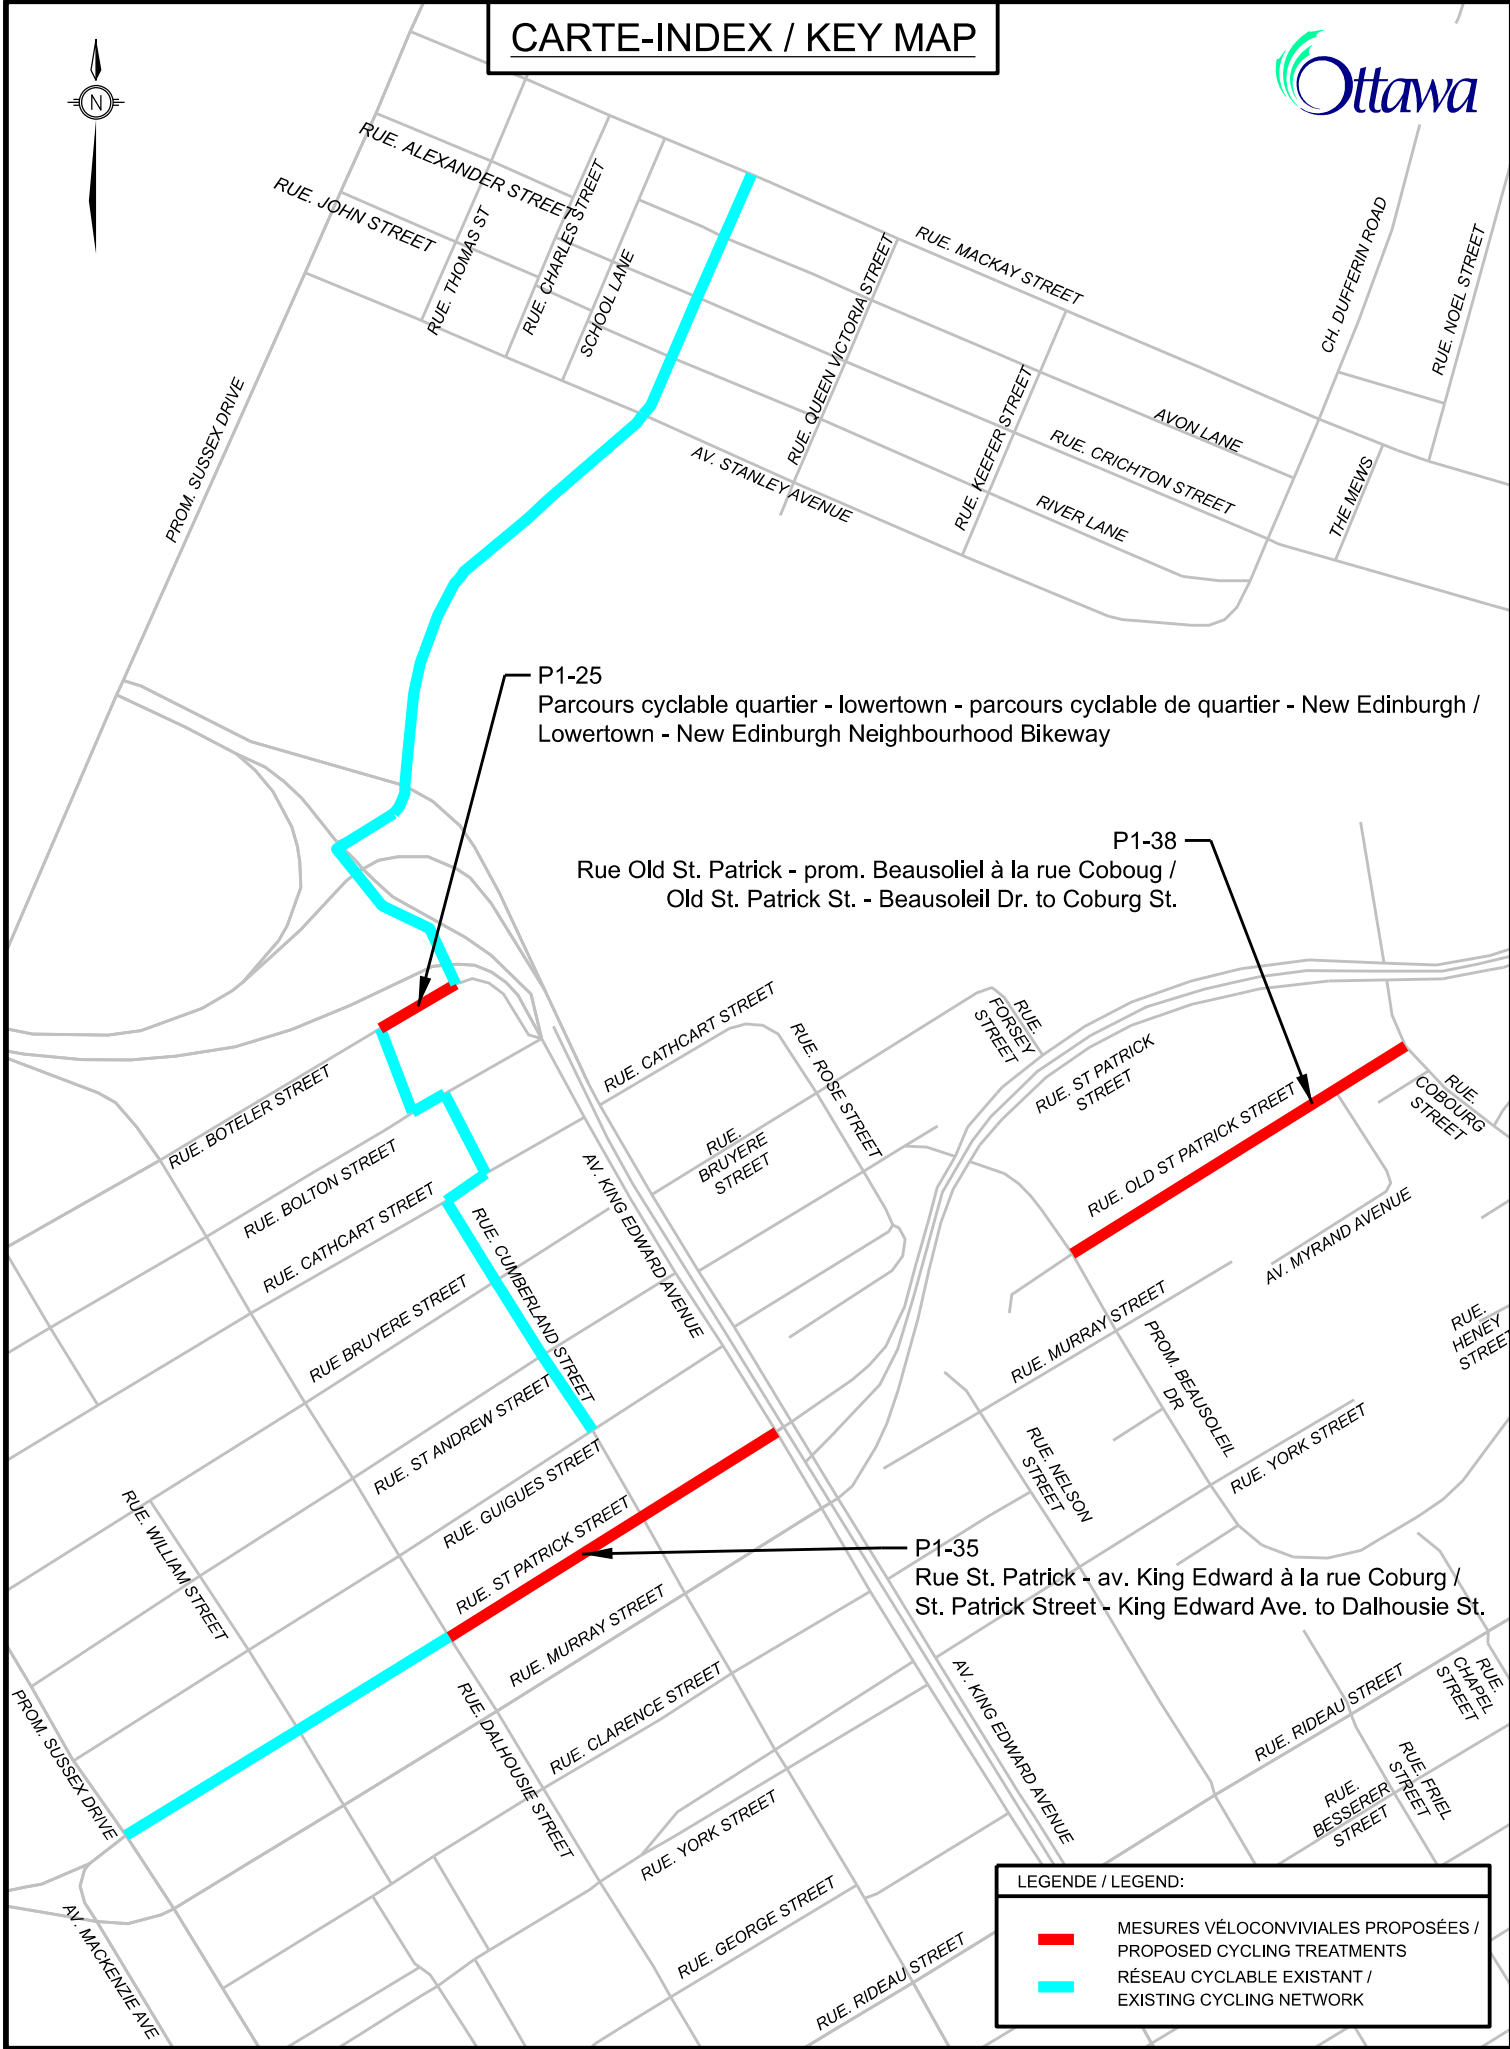 CARTE-INDEX / KEY MAP
Ottawa
N
RUE. ALEXANDER STREET
RUE. JOHN STREET
RUE. THOMAS ST
RUE. CHARLES STREET
SCHOOL LANE
RUE. MACKAY STREET
RUE. QUEEN VICTORIA STREET
CH. DUFFERIN ROAD
RUE. NOEL STREET
PROM. SUSSEX DRIVE
RUE. KEEFER STREET
AVON LANE
RUE. CRICHTON STREET
AV. STANLEY AVENUE
RIVER LANE
THE MEWS
P1-25
Parcours cyclable quartier - lowertown - parcours cyclable de quartier - New Edinburgh /
Lowertown - New Edinburgh Neighbourhood Bikeway
P1-38
Rue Old St. Patrick - prom. Beausoliel à la rue Coboug /
Old St. Patrick St. - Beausoleil Dr. to Coburg St.
RUE. CATHCART STREET
RUE. ROSE STREET
RUE.
FORSEY
STREET
RUE. ST PATRICK
STREET
RUE. OLD ST PATRICK STREET
RUE.
COBOURG
STREET
RUE. BOTELER STREET
RUE. BOLTON STREET
RUE. CATHCART STREET
RUE.
BRUYERE
STREET
AV. KING EDWARD AVENUE
RUE. CUMBERLAND STREET
RUE BRUYERE STREET
AV. MYRAND AVENUE
RUE. MURRAY STREET
RUE.
HENEY
STREET
PROM. BEAUSOLEIL
DR
RUE. ST ANDREW STREET
RUE. GUIGUES STREET
RUE. ST PATRICK STREET
RUE. NELSON
STREET
RUE. YORK STREET
RUE. WILLIAM STREET
P1-35
Rue St. Patrick - av. King Edward à la rue Coburg /
St. Patrick Street - King Edward Ave. to Dalhousie St.
RUE. MURRAY STREET
RUE. CLARENCE STREET
PROM. SUSSEX DRIVE
RUE. DALHOUSIE STREET
AV. KING EDWARD AVENUE
RUE. RIDEAU STREET
RUE.
CHAPEL
STREET
RUE.
BESSERER
STREET
RUE. FRIEL
STREET
RUE. YORK STREET
RUE. GEORGE STREET
RUE. RIDEAU STREET
AV. MACKENZIE AVE
LEGENDE / LEGEND:
MESURES VÉLOCONVIVIALES PROPOSÉES /
PROPOSED CYCLING TREATMENTS
RÉSEAU CYCLABLE EXISTANT /
EXISTING CYCLING NETWORK